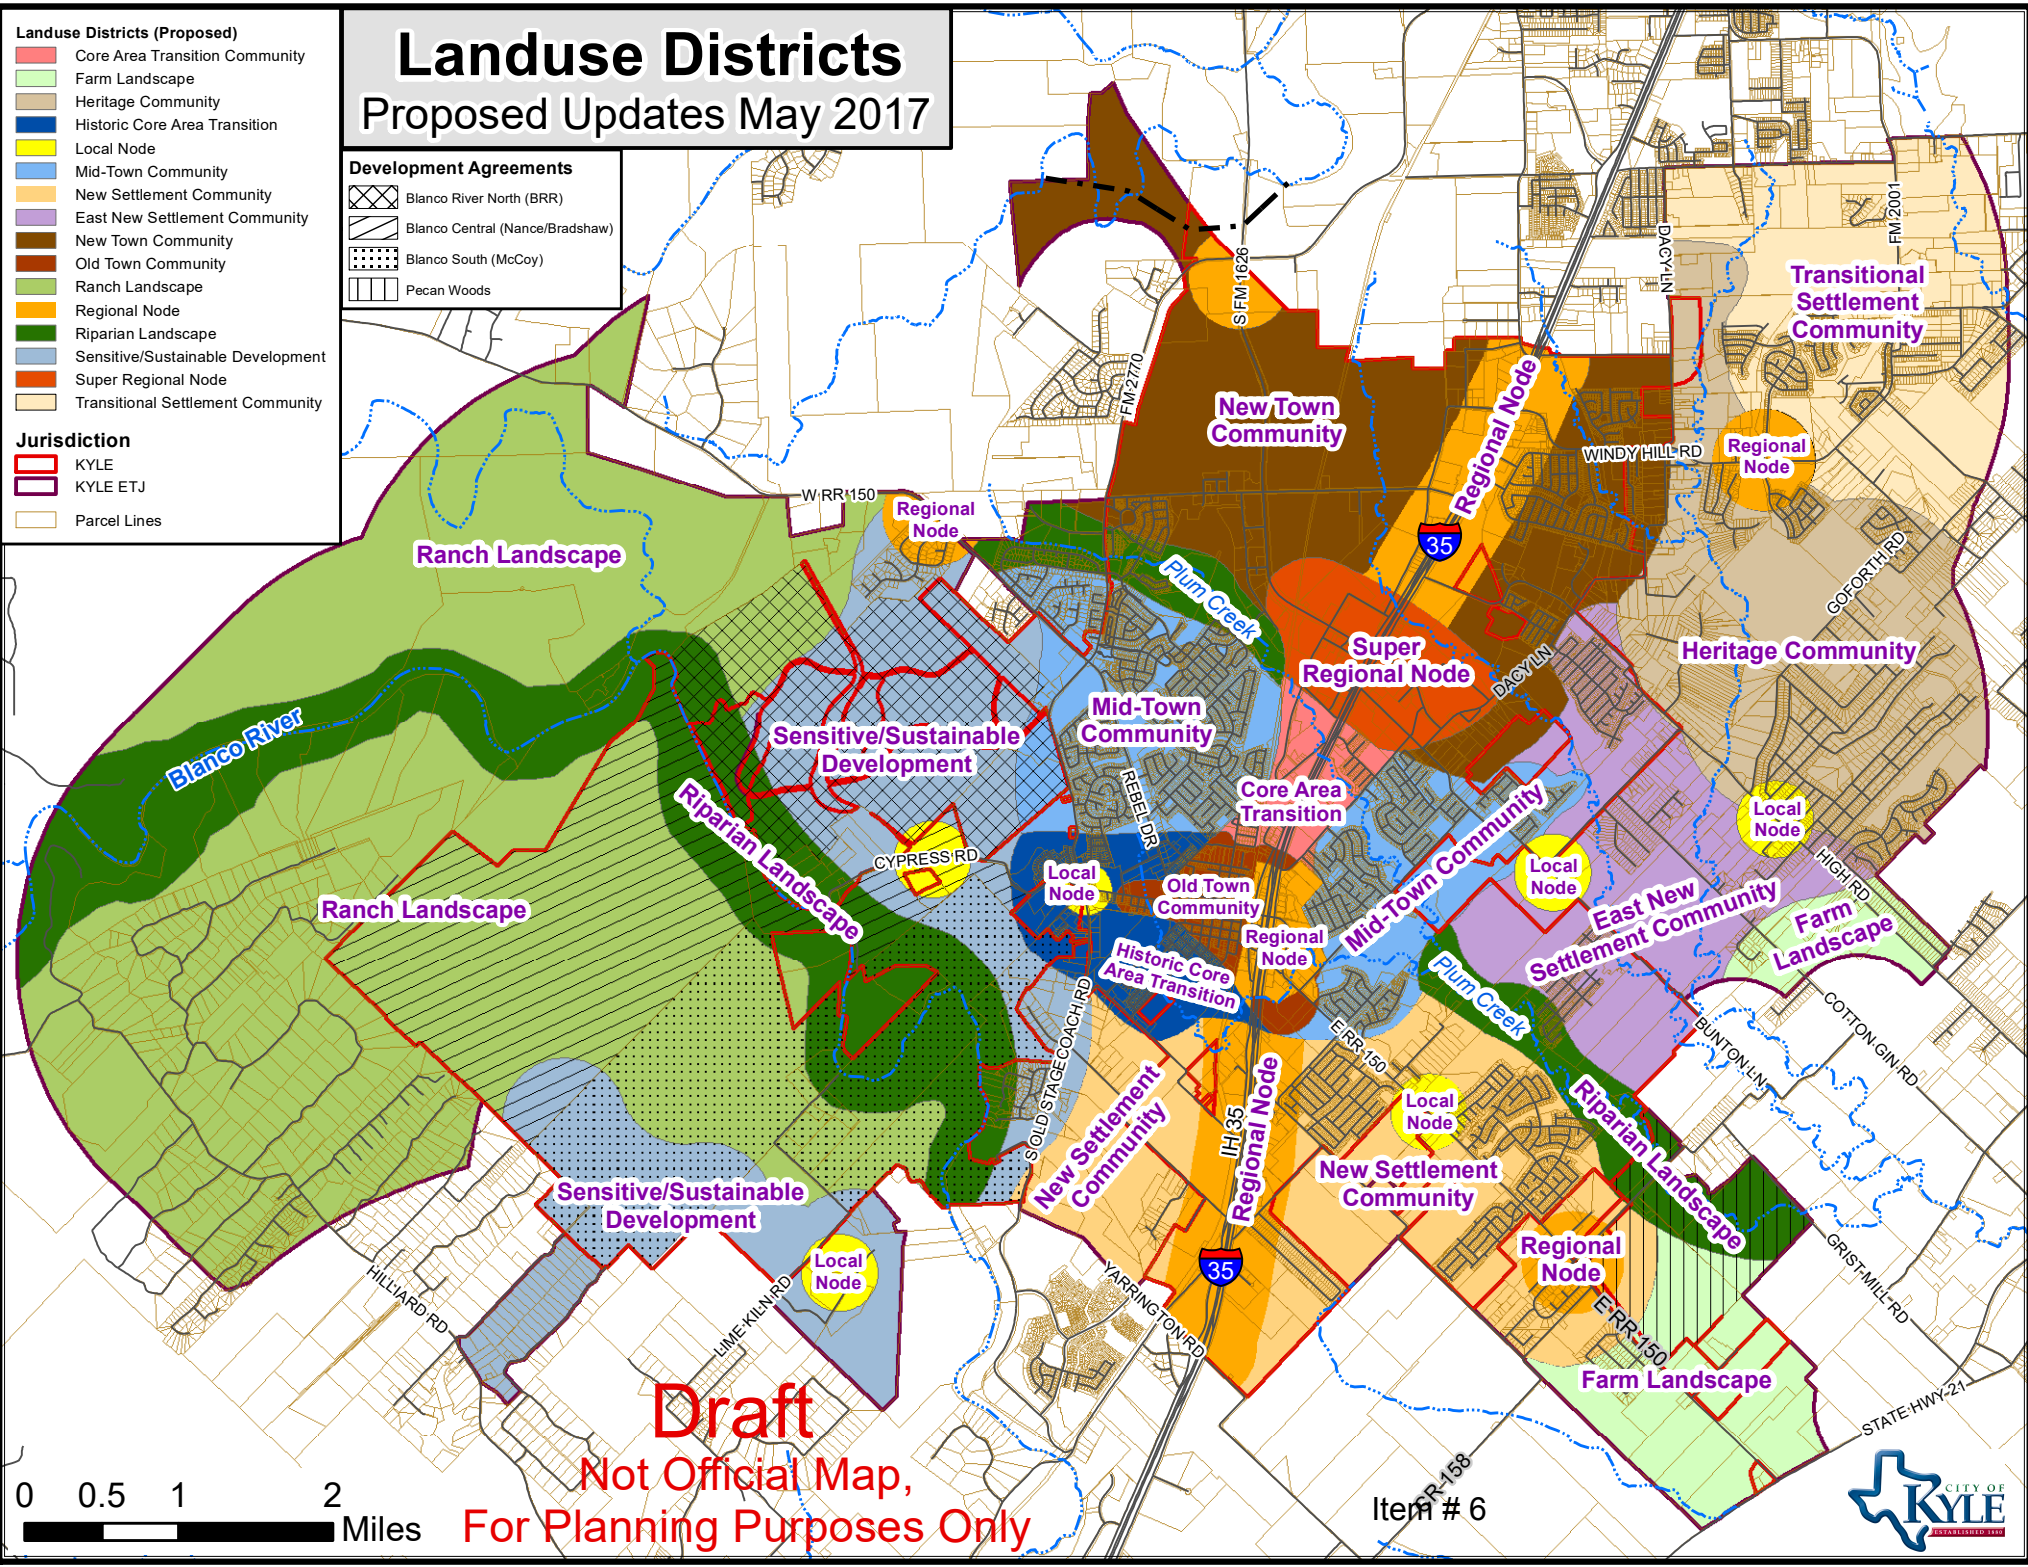 Landuse Districts
Proposed Updates May 2017
Landuse Districts (Proposed)
Core Area Transition Community
Farm Landscape
Heritage Community
Historic Core Area Transition
Local Node
Mid-Town Community
New Settlement Community
East New Settlement Community
New Town Community
Old Town Community
Ranch Landscape
Regional Node
Riparian Landscape
Sensitive/Sustainable Development
Super Regional Node
Transitional Settlement Community
Jurisdiction
KYLE
KYLE ETJ
Parcel Lines
Development Agreements
Blanco River North (BRR)
Blanco Central (Nance/Bradshaw)
Blanco South (McCoy)
Pecan Woods
FM 2001
DACY LN
S FM 1626
FM 2770
Transitional
Settlement
Community
New Town
Community
Regional Node
WINDY HILL RD
Regional
Node
W RR 150
Regional
Node
35
Ranch Landscape
Plum Creek
GOFORTH RD
Super
Regional Node
DACY LN
Heritage Community
Blanco River
Sensitive/Sustainable
Development
Mid-Town
Community
REBEL DR
Core Area
Transition
Riparian Landscape
CYPRESS RD
Mid-Town Community
Local
Node
Local
Node
HIGH RD
Local
Node
Old Town
Community
Ranch Landscape
Regional
Node
East New
Settlement Community
Farm
Landscape
Historic Core
Area Transition
Plum Creek
SOLD STAGECOACH RD
E RR 150
BUNTON LN
COTTON GIN RD
New Settlement
Community
IH 35
Regional Node
Local
Node
Riparian Landscape
New Settlement
Community
Sensitive/Sustainable
Development
Local
Node
35
Regional
Node
GRIST MILL RD
HILLIARD RD
LIME KILN RD
YARRINGTON RD
E RR 150
Farm Landscape
STATE HWY 21
CR 158
Draft
Not Official Map,
For Planning Purposes Only
Item # 6
0 0.5 1 2
Miles
CITY OF
KYLE
ESTABLISHED 1880